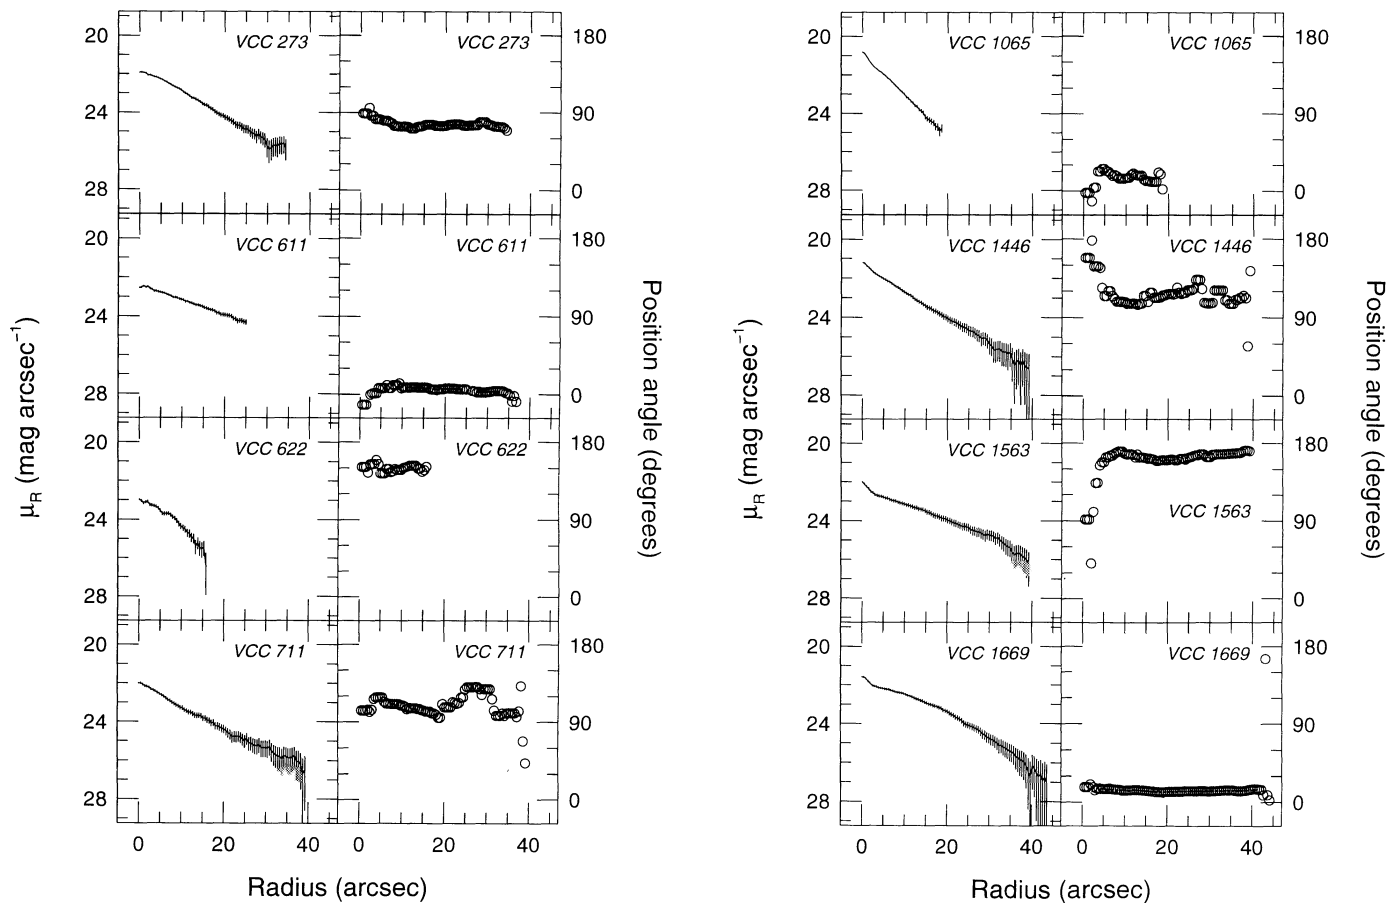 VCC 273
VCC 273
20
24
28
180
90
0
VCC 611
VCC 611
20
24
28
180
90
0
VCC 622
VCC 622
20
24
28
180
90
0
VCC 711
VCC 711
20
24
28
180
90
0
0 20 40 0 20 40
Radius (arcsec)
μR (mag arcsec−1)
Position angle (degrees)
VCC 1065
VCC 1065
20
24
28
180
90
0
VCC 1446
VCC 1446
20
24
28
180
90
0
VCC 1563
VCC 1563
20
24
28
180
90
0
VCC 1669
VCC 1669
20
24
28
180
90
0
0 20 40 0 20 40
Radius (arcsec)
μR (mag arcsec−1)
Position angle (degrees)